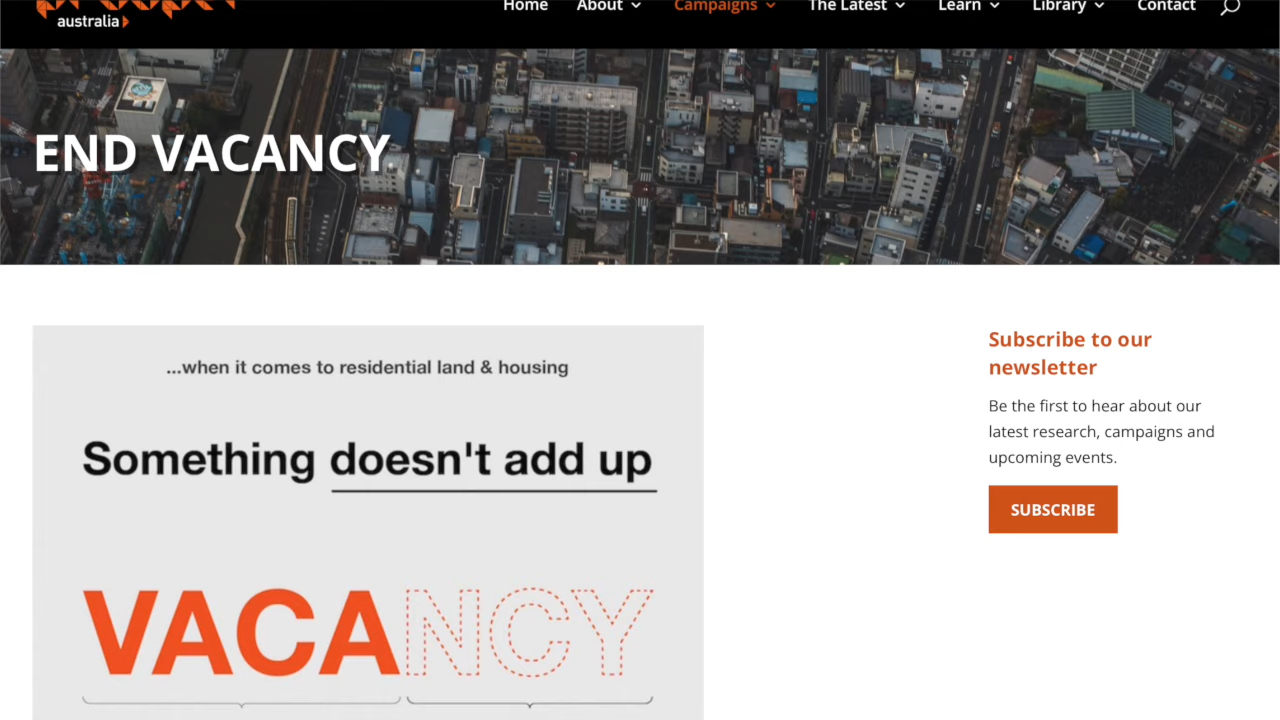 australia
Home About Campaigns The Latest Learn Library Contact
END VACANCY
...when it comes to residential land & housing
Something doesn't add up
VACANCY
Subscribe to our
newsletter
Be the first to hear about our
latest research, campaigns and
upcoming events.
SUBSCRIBE